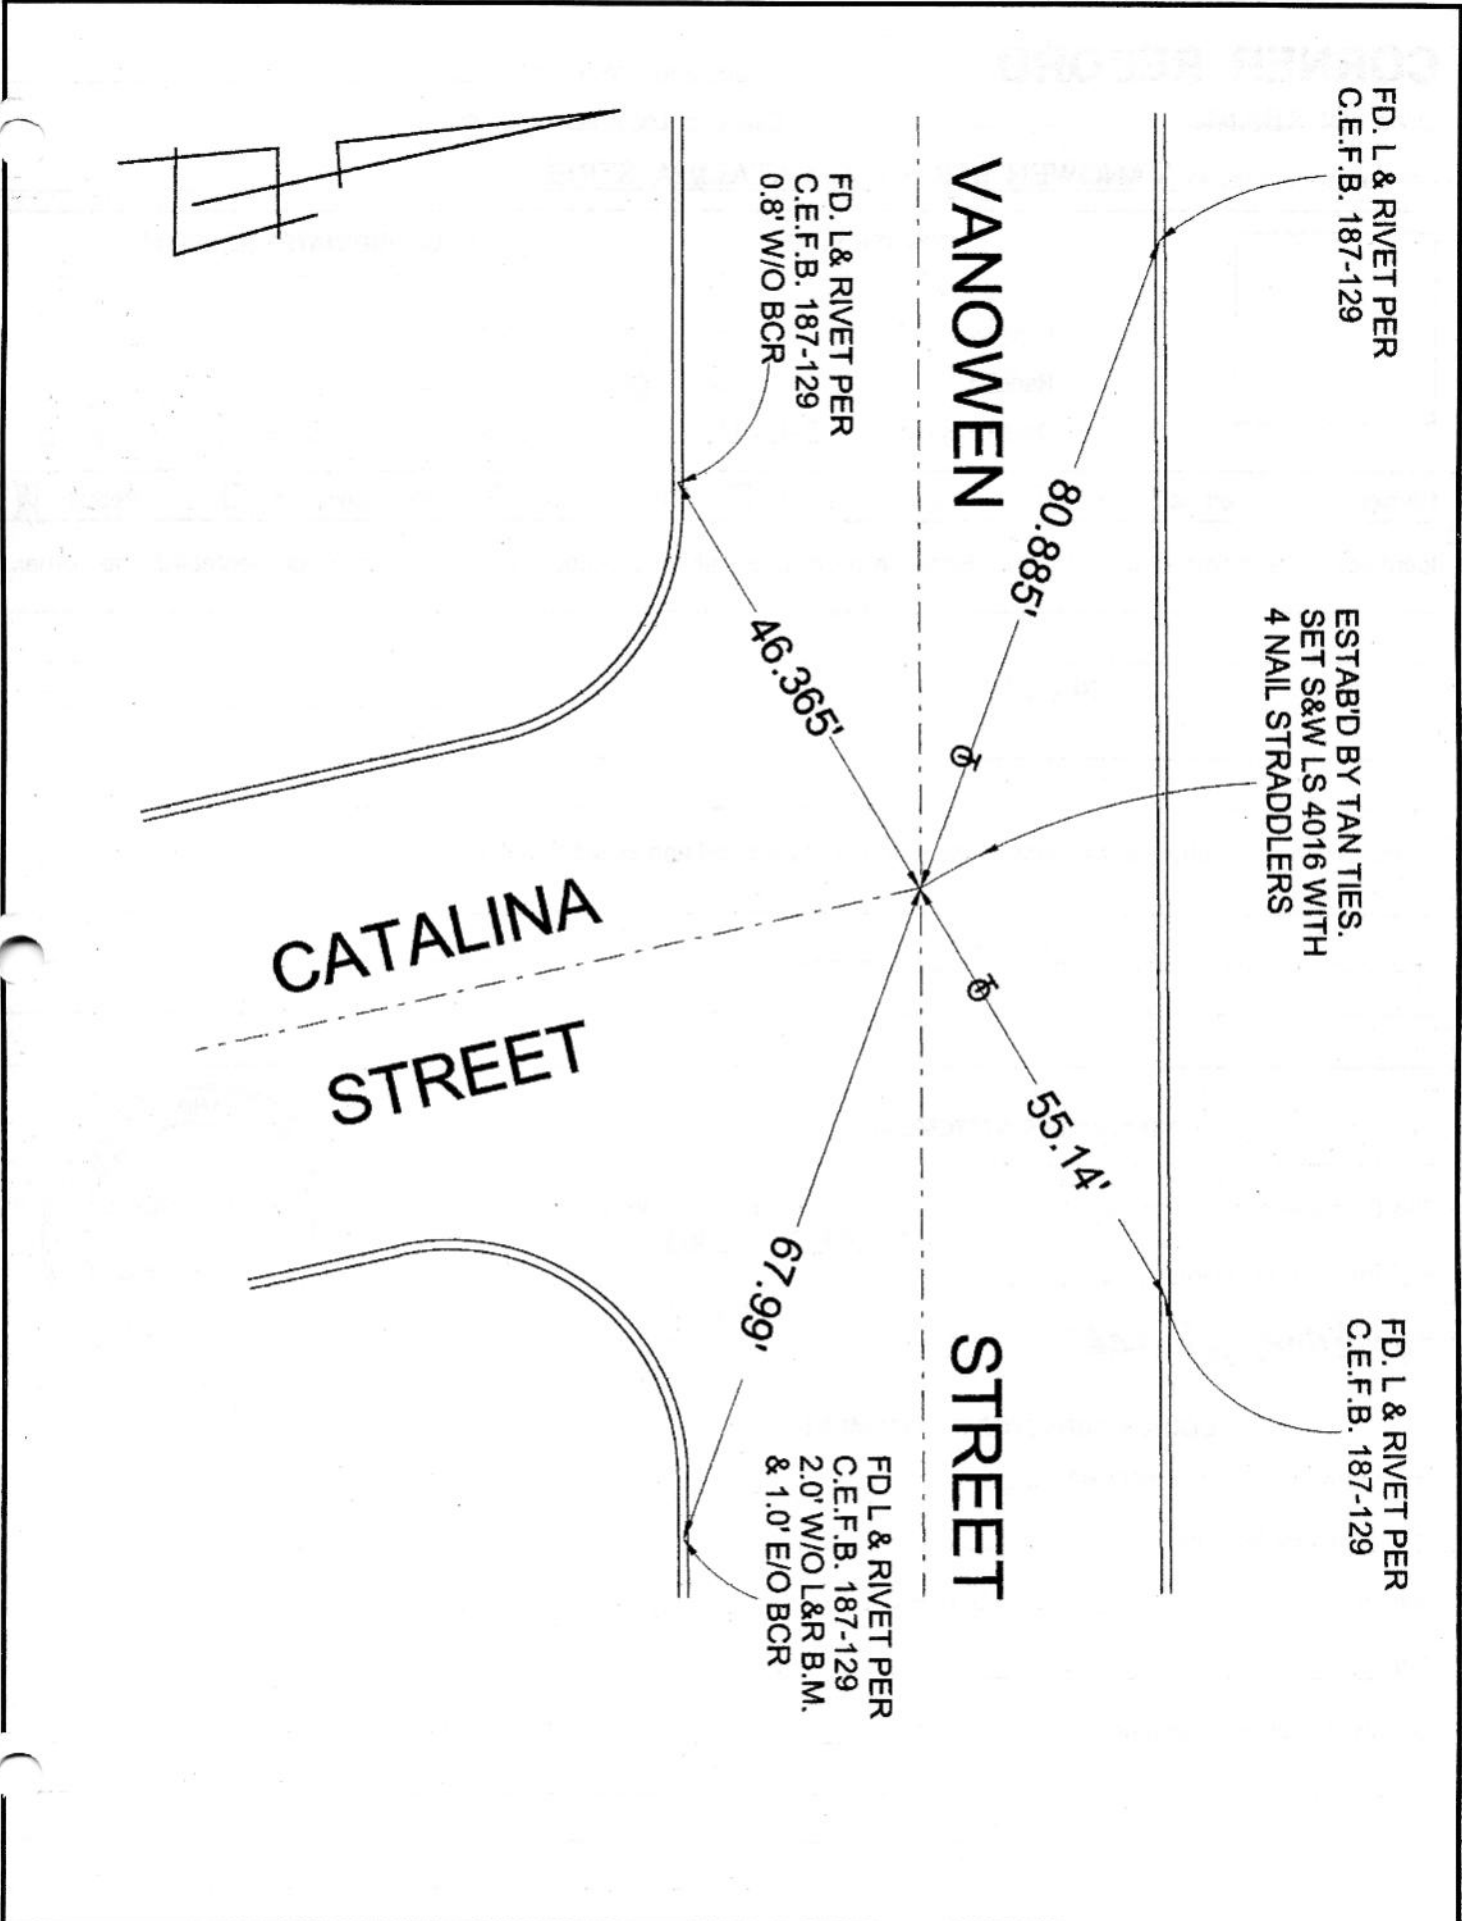 FD. L & RIVET PER
C.E.F.B. 187-129
ESTAB'D BY TAN TIES.
SET S&W LS 4016 WITH
4 NAIL STRADDLERS
FD. L & RIVET PER
C.E.F.B. 187-129
80.885'
55.14'
VANOWEN STREET
FD. L& RIVET PER
C.E.F.B. 187-129
0.8' W/O BCR
46.365'
67.99'
FD L & RIVET PER
C.E.F.B. 187-129
2.0' W/O L&R B.M.
& 1.0' E/O BCR
CATALINA
STREET